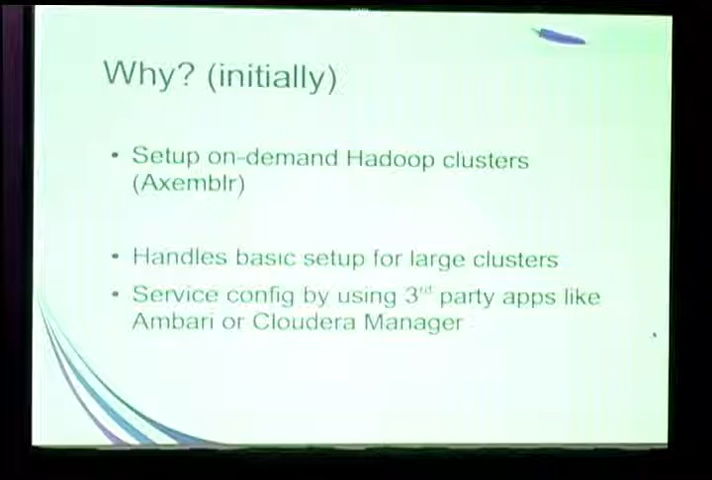 Why? (initially)
• Setup on-demand Hadoop clusters
(Axemblr)
• Handles basic setup for large clusters
• Service config by using 3rd party apps like
Ambari or Cloudera Manager